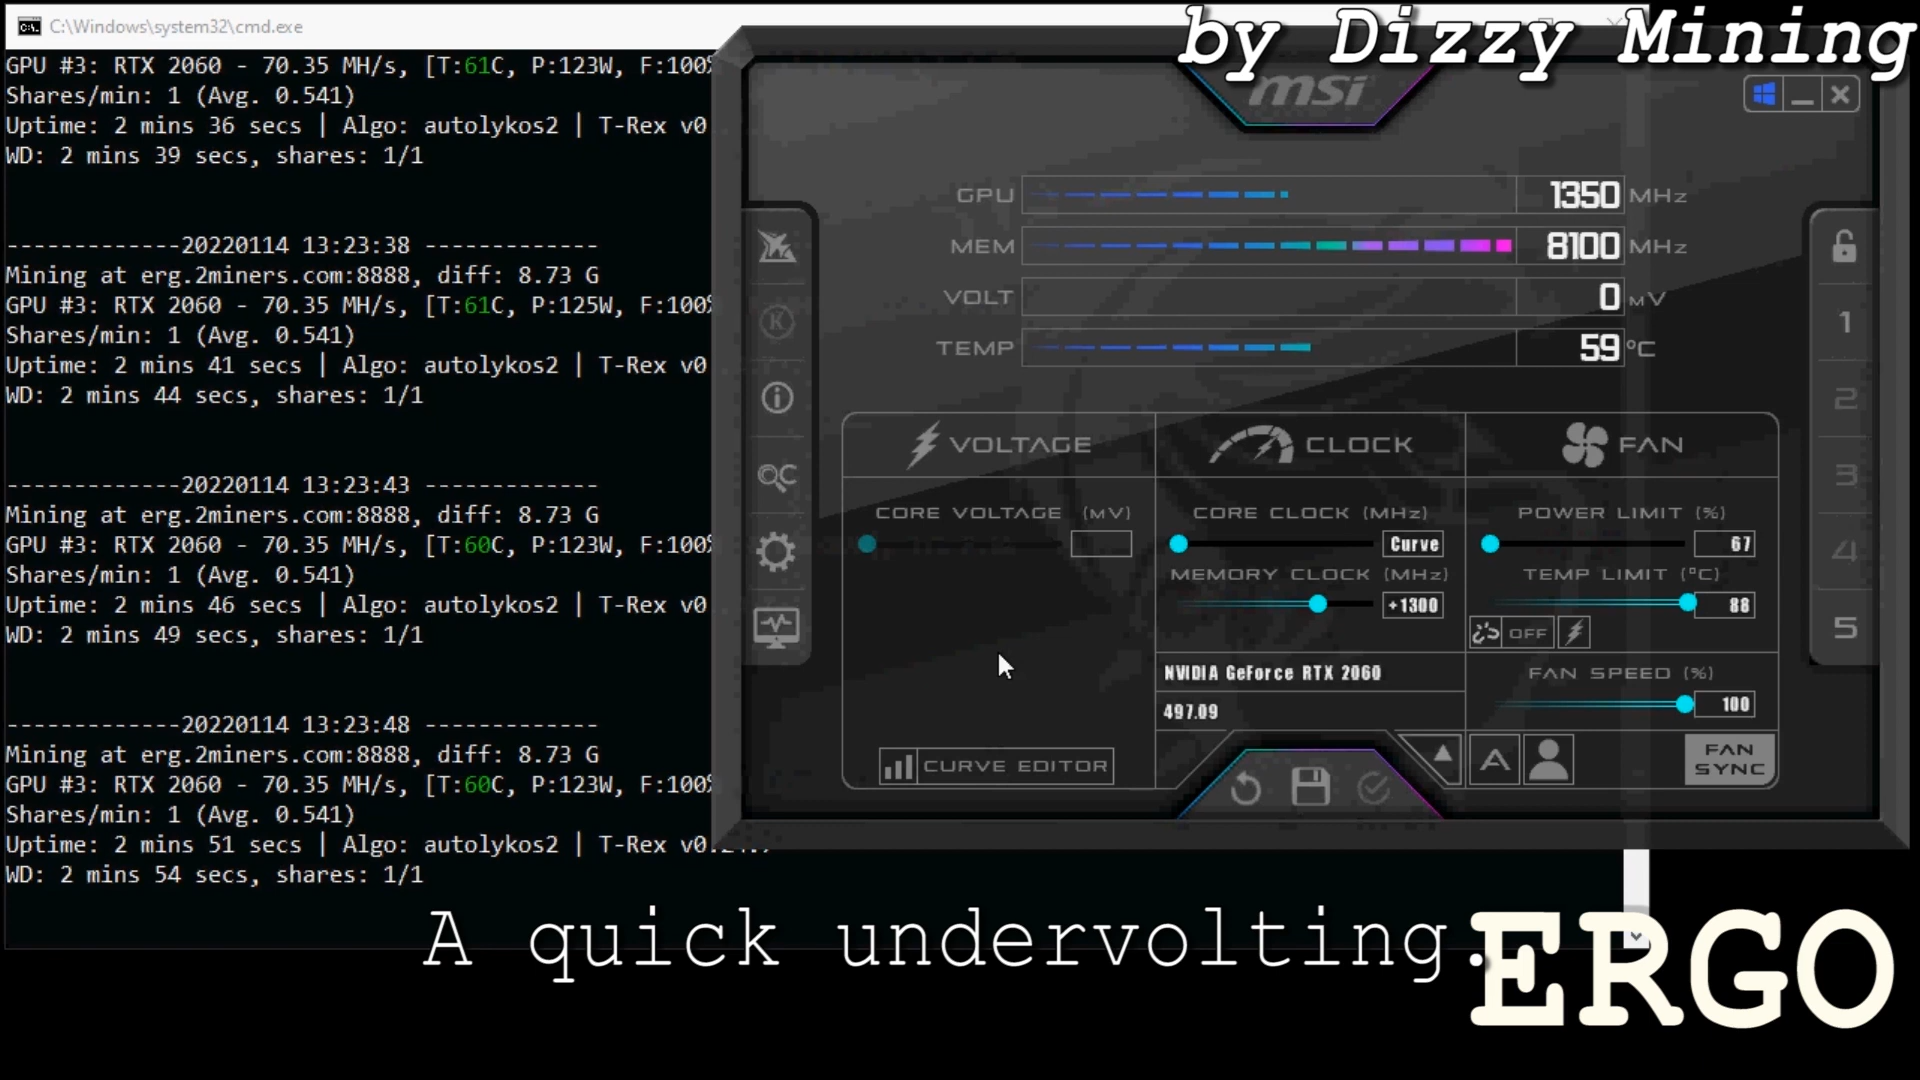 by Dizzy Mining
C:\Windows\system32\cmd.exe
GPU #3: RTX 2060 - 70.35 MH/s, [T:61C, P:123W, F:100%
Shares/min: 1 (Avg. 0.541)
Uptime: 2 mins 36 secs | Algo: autolykos2 | T-Rex v0
WD: 2 mins 39 secs, shares: 1/1
-------------20220114 13:23:38 -------------
Mining at erg.2miners.com:8888, diff: 8.73 G
GPU #3: RTX 2060 - 70.35 MH/s, [T:61C, P:125W, F:100%
Shares/min: 1 (Avg. 0.541)
Uptime: 2 mins 41 secs | Algo: autolykos2 | T-Rex v0
WD: 2 mins 44 secs, shares: 1/1
-------------20220114 13:23:43 -------------
Mining at erg.2miners.com:8888, diff: 8.73 G
GPU #3: RTX 2060 - 70.35 MH/s, [T:60C, P:123W, F:100%
Shares/min: 1 (Avg. 0.541)
Uptime: 2 mins 46 secs | Algo: autolykos2 | T-Rex v0
WD: 2 mins 49 secs, shares: 1/1
-------------20220114 13:23:48 -------------
Mining at erg.2miners.com:8888, diff: 8.73 G
GPU #3: RTX 2060 - 70.35 MH/s, [T:60C, P:123W, F:100%
Shares/min: 1 (Avg. 0.541)
Uptime: 2 mins 51 secs | Algo: autolykos2 | T-Rex
WD: 2 mins 54 secs, shares: 1/1
msi
GPU 1350 MHz
MEM 8100 MHz
VOLT 0 mV
TEMP 59 °C
1
2
3
4
5
K
VOLTAGE
CORE VOLTAGE (MV)
CURVE EDITOR
CLOCK
CORE CLOCK (MHz)
Curve
MEMORY CLOCK (MHz)
+1300
NVIDIA GeForce RTX 2060
497.09
FAN
POWER LIMIT (%)
67
TEMP LIMIT (°C)
88
OFF
FAN SPEED (%)
100
A
FAN
SYNC
A quick undervolting.
ERGO